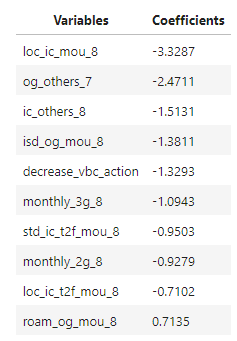 Variables Coefficients
loc_ic_mou_8 -3.3287
og_others_7 -2.4711
ic_others_8 -1.5131
isd_og_mou_8 -1.3811
decrease_vbc_action -1.3293
monthly_3g_8 -1.0943
std_ic_t2f_mou_8 -0.9503
monthly_2g_8 -0.9279
loc_ic_t2f_mou_8 -0.7102
roam_og_mou_8 0.7135